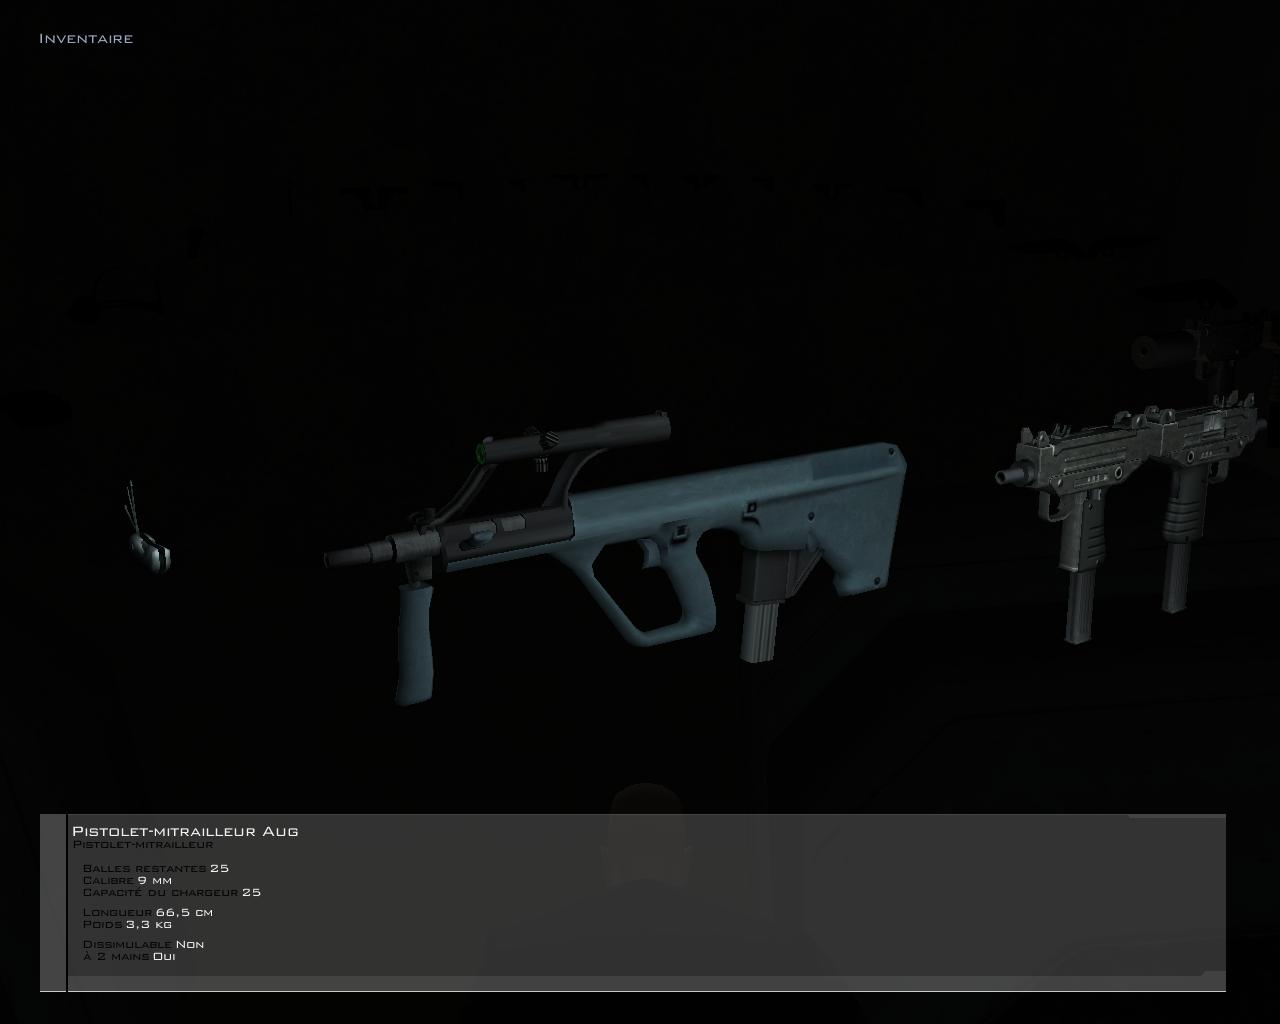 Inventaire
Pistolet-mitrailleur Aug
Pistolet-mitrailleur
Balles restantes 25
Calibre 9 mm
Capacité du chargeur 25
Longueur 66,5 cm
Poids 3,3 kg
Dissimulable Non
À 2 mains Oui